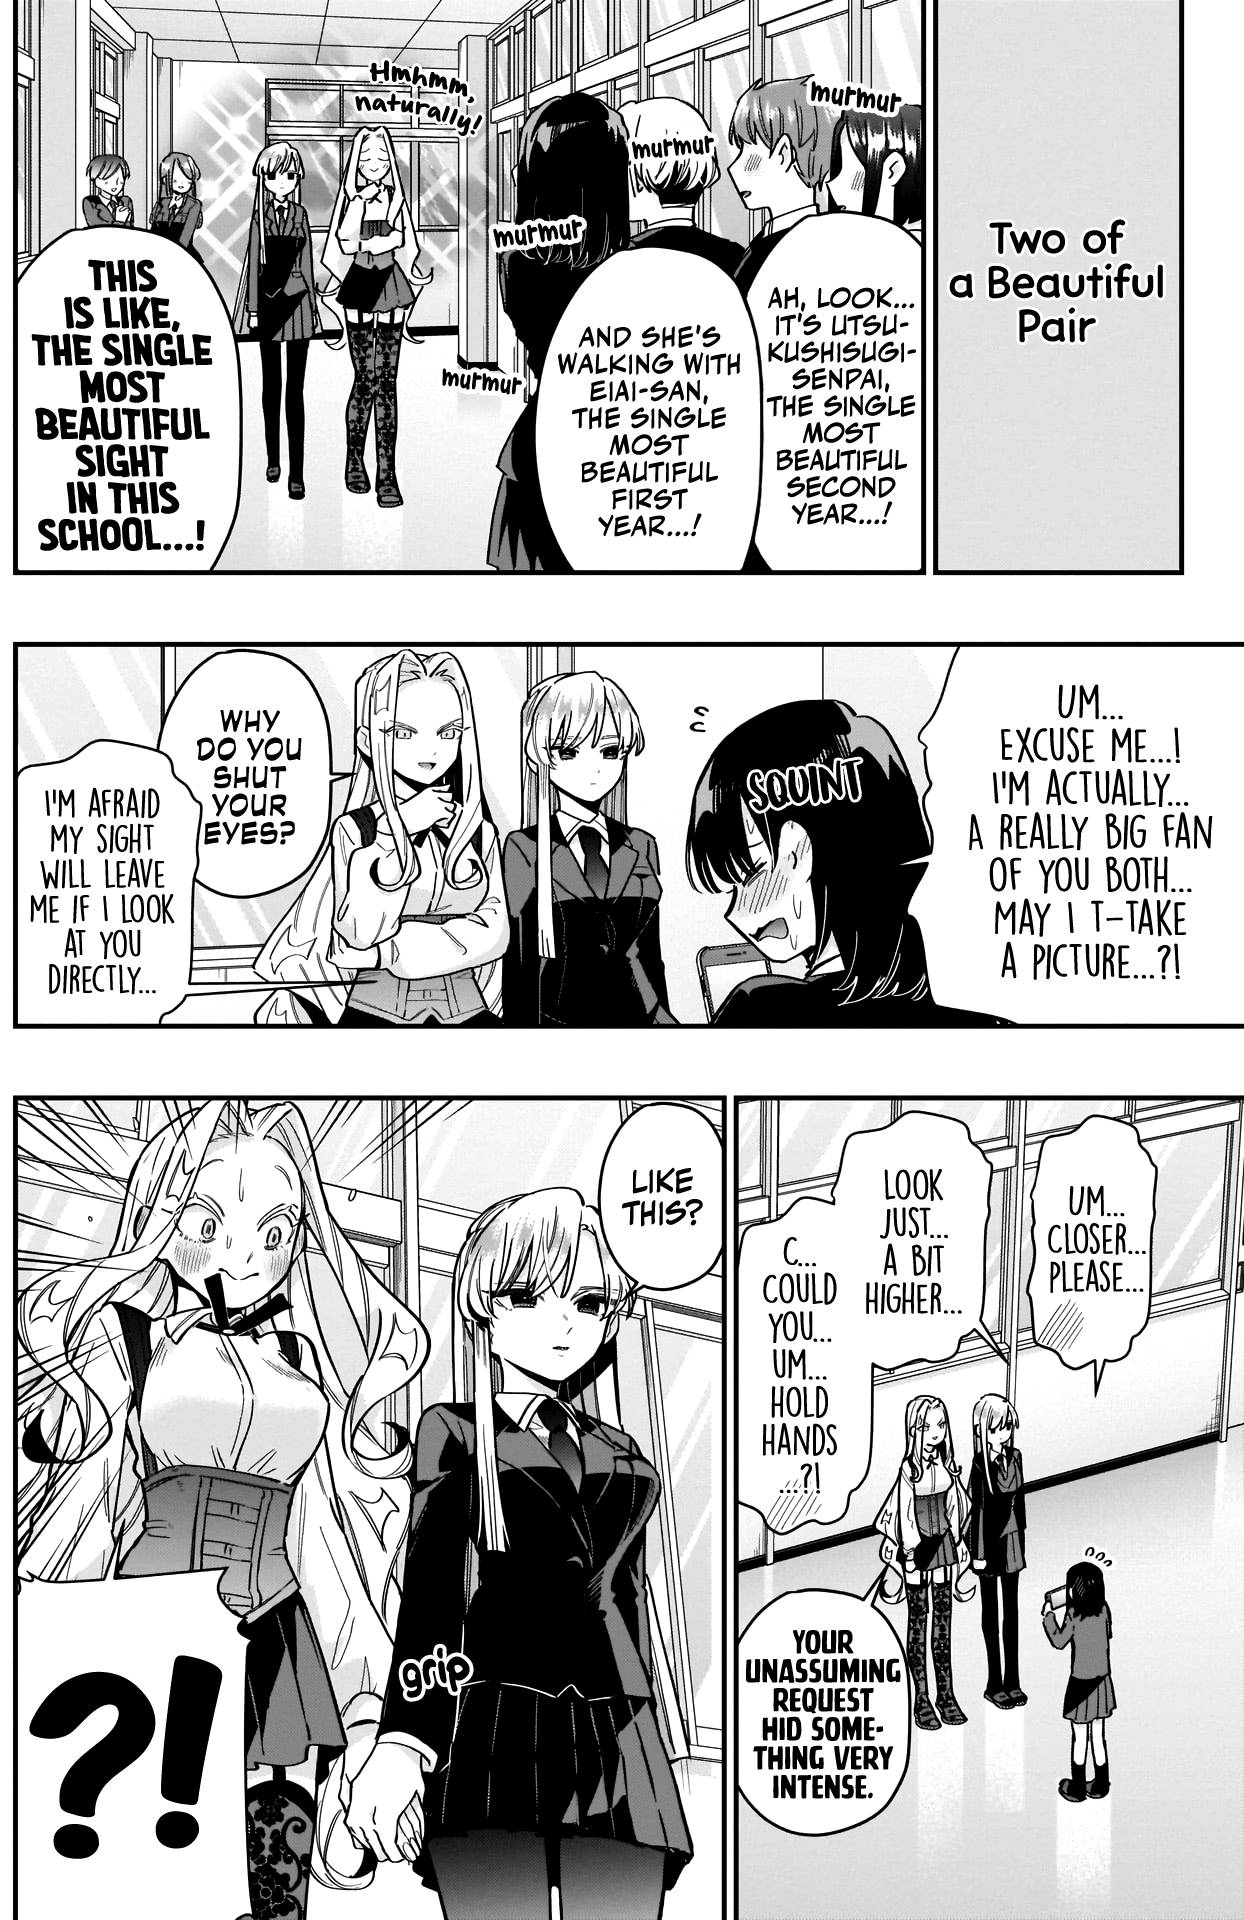 Two of
a Beautiful
Pair
murmur
murmur
murmur
murmur
AH, LOOK...
IT'S UTSU-
KUSHISUGI-
SENPAI,
THE SINGLE
MOST
BEAUTIFUL
SECOND
YEAR...!
AND SHE'S
WALKING WITH
EIAI-SAN,
THE SINGLE
MOST
BEAUTIFUL
FIRST
YEAR...!
Hmhmm,
naturally!
THIS
IS LIKE,
THE SINGLE
MOST
BEAUTIFUL
SIGHT
IN THIS
SCHOOL...!
UM...
EXCUSE ME...!
I'M ACTUALLY...
A REALLY BIG FAN
OF YOU BOTH...
MAY I T-TAKE
A PICTURE...?!
SQUINT
WHY
DO YOU
SHUT
YOUR
EYES?
I'M AFRAID
MY SIGHT
WILL LEAVE
ME IF I LOOK
AT YOU
DIRECTLY...
UM...
CLOSER...
PLEASE...
LOOK
JUST...
A BIT
HIGHER...
C...
COULD
YOU...
UM...
HOLD
HANDS
...?!
YOUR
UNASSUMING
REQUEST
HID SOME-
THING VERY
INTENSE.
LIKE
THIS?
grip
?!